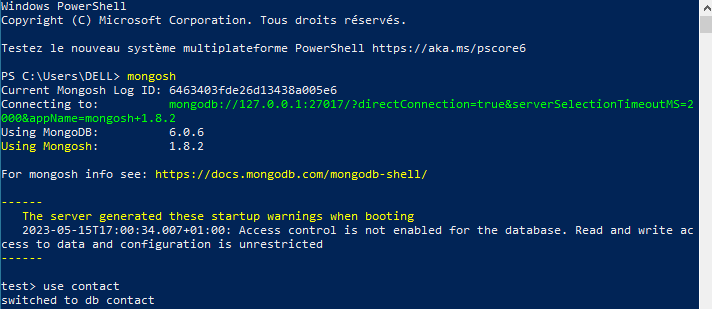 Windows PowerShell
Copyright (C) Microsoft Corporation. Tous droits réservés.
Testez le nouveau système multiplateforme PowerShell https://aka.ms/pscore6
PS C:\Users\DELL> mongosh
Current Mongosh Log ID: 6463403fde26d13438a005e6
Connecting to:          mongodb://127.0.0.1:27017/?directConnection=true&serverSelectionTimeoutMS=2
000&appName=mongosh+1.8.2
Using MongoDB:          6.0.6
Using Mongosh:          1.8.2
For mongosh info see: https://docs.mongodb.com/mongodb-shell/
------
   The server generated these startup warnings when booting
   2023-05-15T17:00:34.007+01:00: Access control is not enabled for the database. Read and write ac
cess to data and configuration is unrestricted
------
test> use contact
switched to db contact